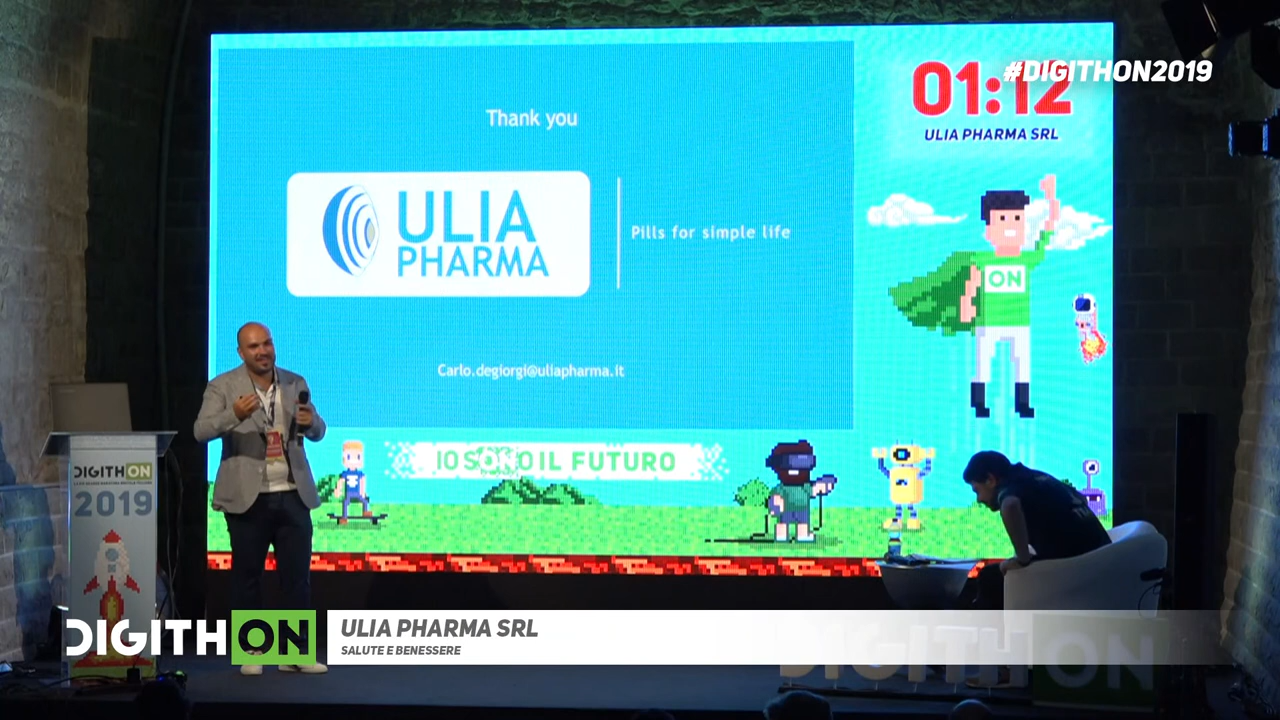 #DIGITHON2019
01:12
ULIA PHARMA SRL
Thank you
ULIA
PHARMA
Pills for simple life
ON
Carlo.degiorgi@uliapharma.it
IO SONO IL FUTURO
DIGITHON
2019
DIGITHON
ULIA PHARMA SRL
SALUTE E BENESSERE
DIGITHON